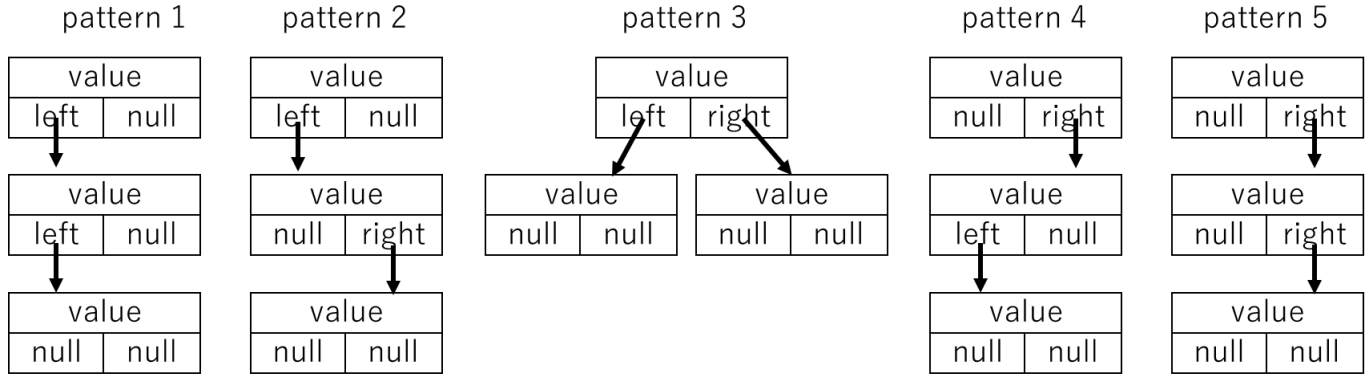 pattern 1 pattern 2 pattern 3 pattern 4 pattern 5
value value value value value
left null left null left right null right null right
value value value value value value
left null null right null null null null left null null right
value value value value
null null null null null null null null